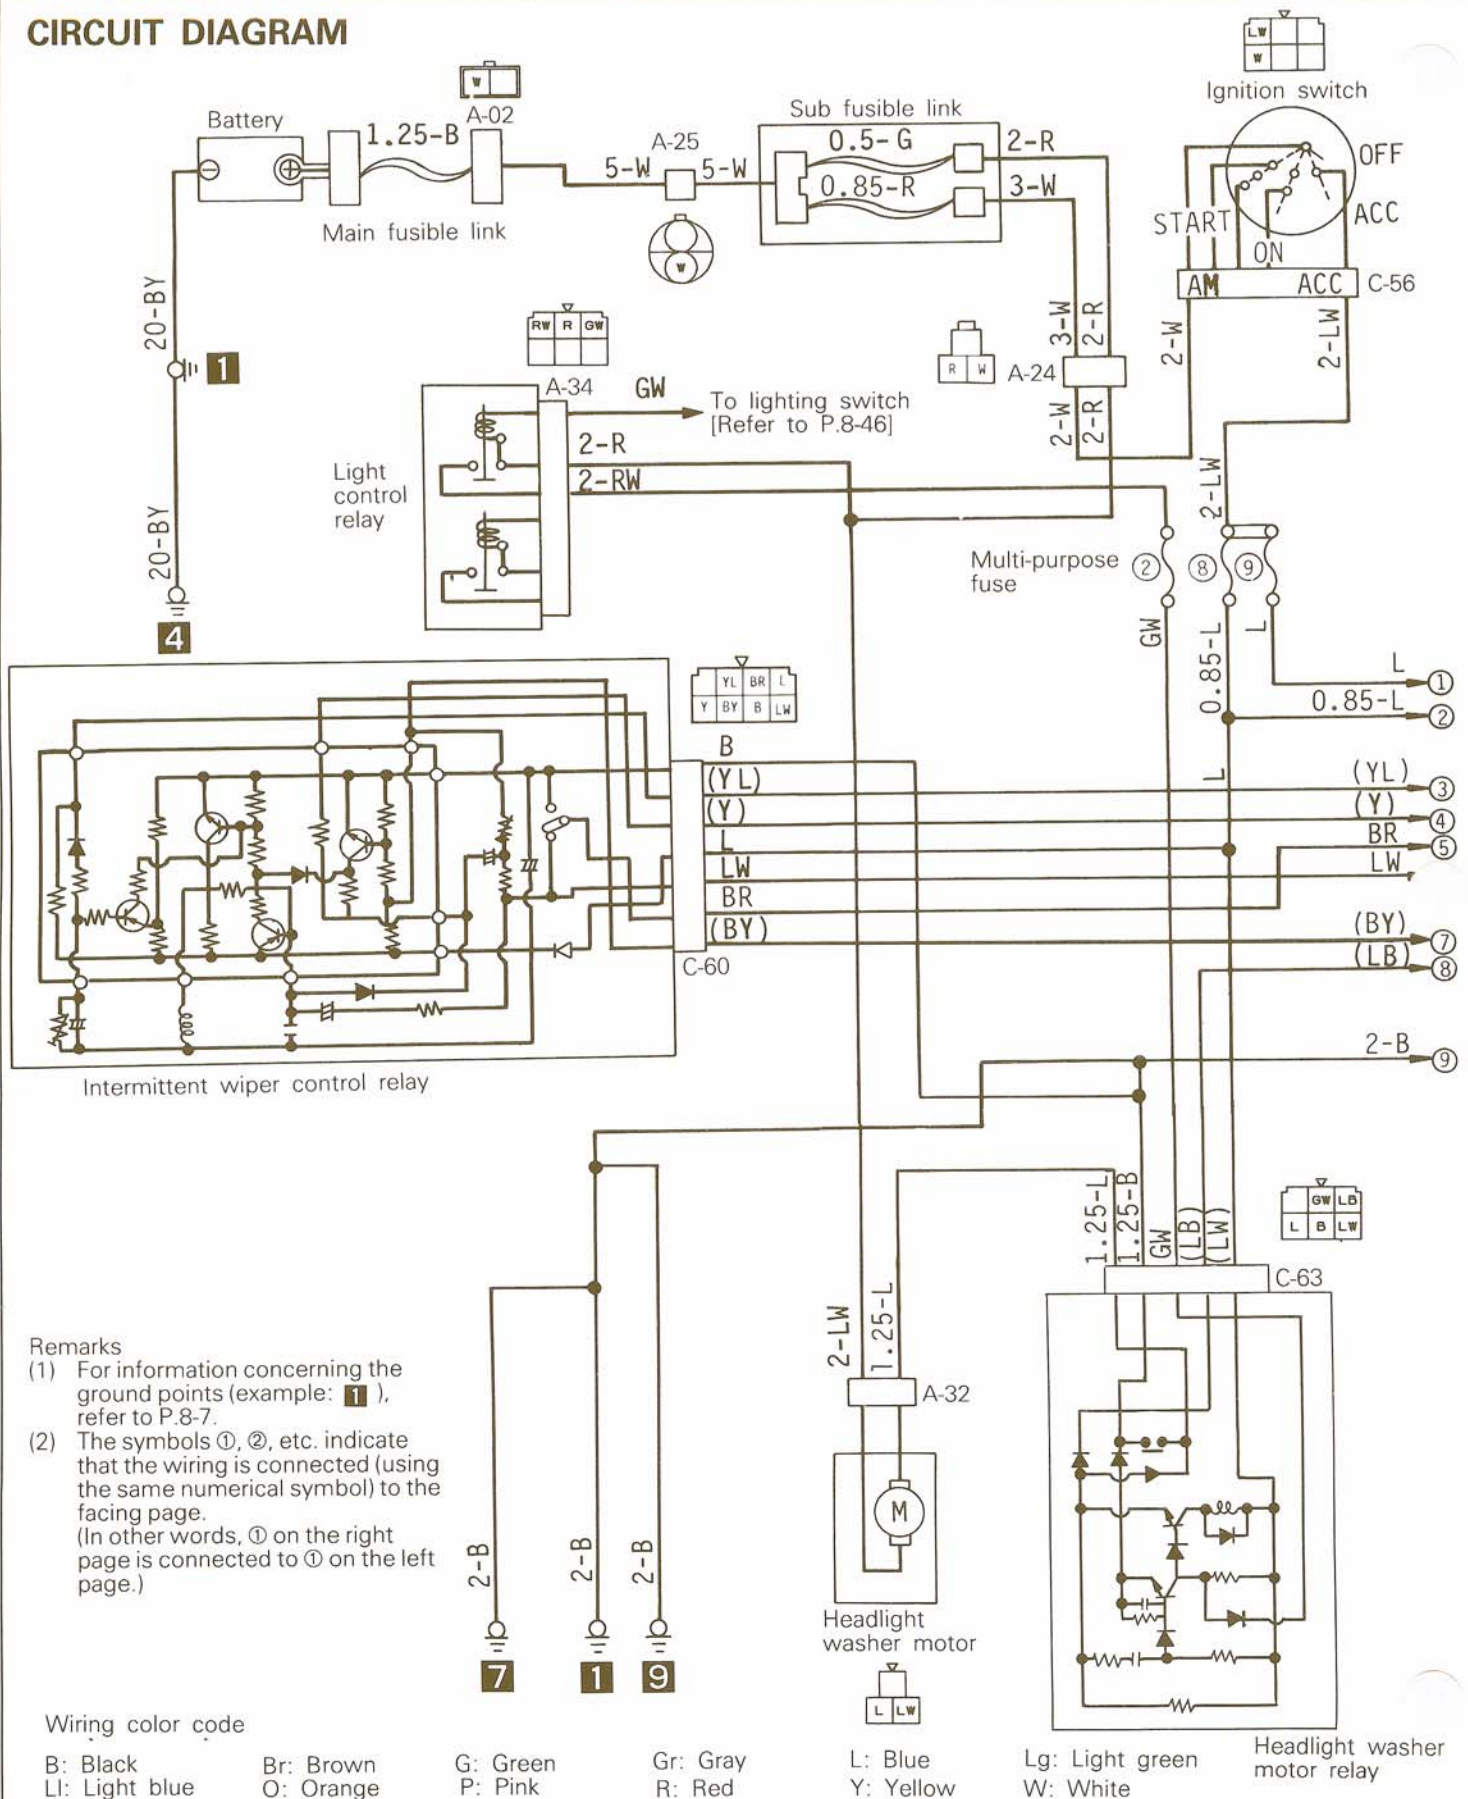 CIRCUIT DIAGRAM
LW
W
Ignition switch
OFF
ACC
START
ON
AM
ACC
C-56
Battery
1.25-B
W
A-02
Main fusible link
A-25
5-W
5-W
W
Sub fusible link
0.5-G
0.85-R
2-R
3-W
20-BY
1
20-BY
4
RW R GW
A-34
GW
To lighting switch
[Refer to P.8-46]
2-R
2-RW
Light
control
relay
3-W
2-R
R W
A-24
2-W
2-R
2-W
2-LW
2-LW
Multi-purpose
fuse
②
⑧
⑨
GW
0.85-L
L
L
①
0.85-L
②
YL BR L
Y BY B LW
B
(YL)
(Y)
L
LW
BR
(BY)
C-60
L
(YL)
③
(Y)
④
BR
⑤
LW
(BY)
⑦
(LB)
⑧
2-B
⑨
Intermittent wiper control relay
1.25-L
1.25-B
GW
(LB)
(LW)
GW LB
L B LW
C-63
2-LW
1.25-L
A-32
M
Headlight
washer motor
L LW
Headlight washer
motor relay
Remarks
(1) For information concerning the
ground points (example: 1 ),
refer to P.8-7.
(2) The symbols ①, ②, etc. indicate
that the wiring is connected (using
the same numerical symbol) to the
facing page.
(In other words, ① on the right
page is connected to ① on the left
page.)
2-B
2-B
2-B
7
1
9
Wiring color code
B: Black Br: Brown G: Green Gr: Gray L: Blue Lg: Light green
Ll: Light blue O: Orange P: Pink R: Red Y: Yellow W: White